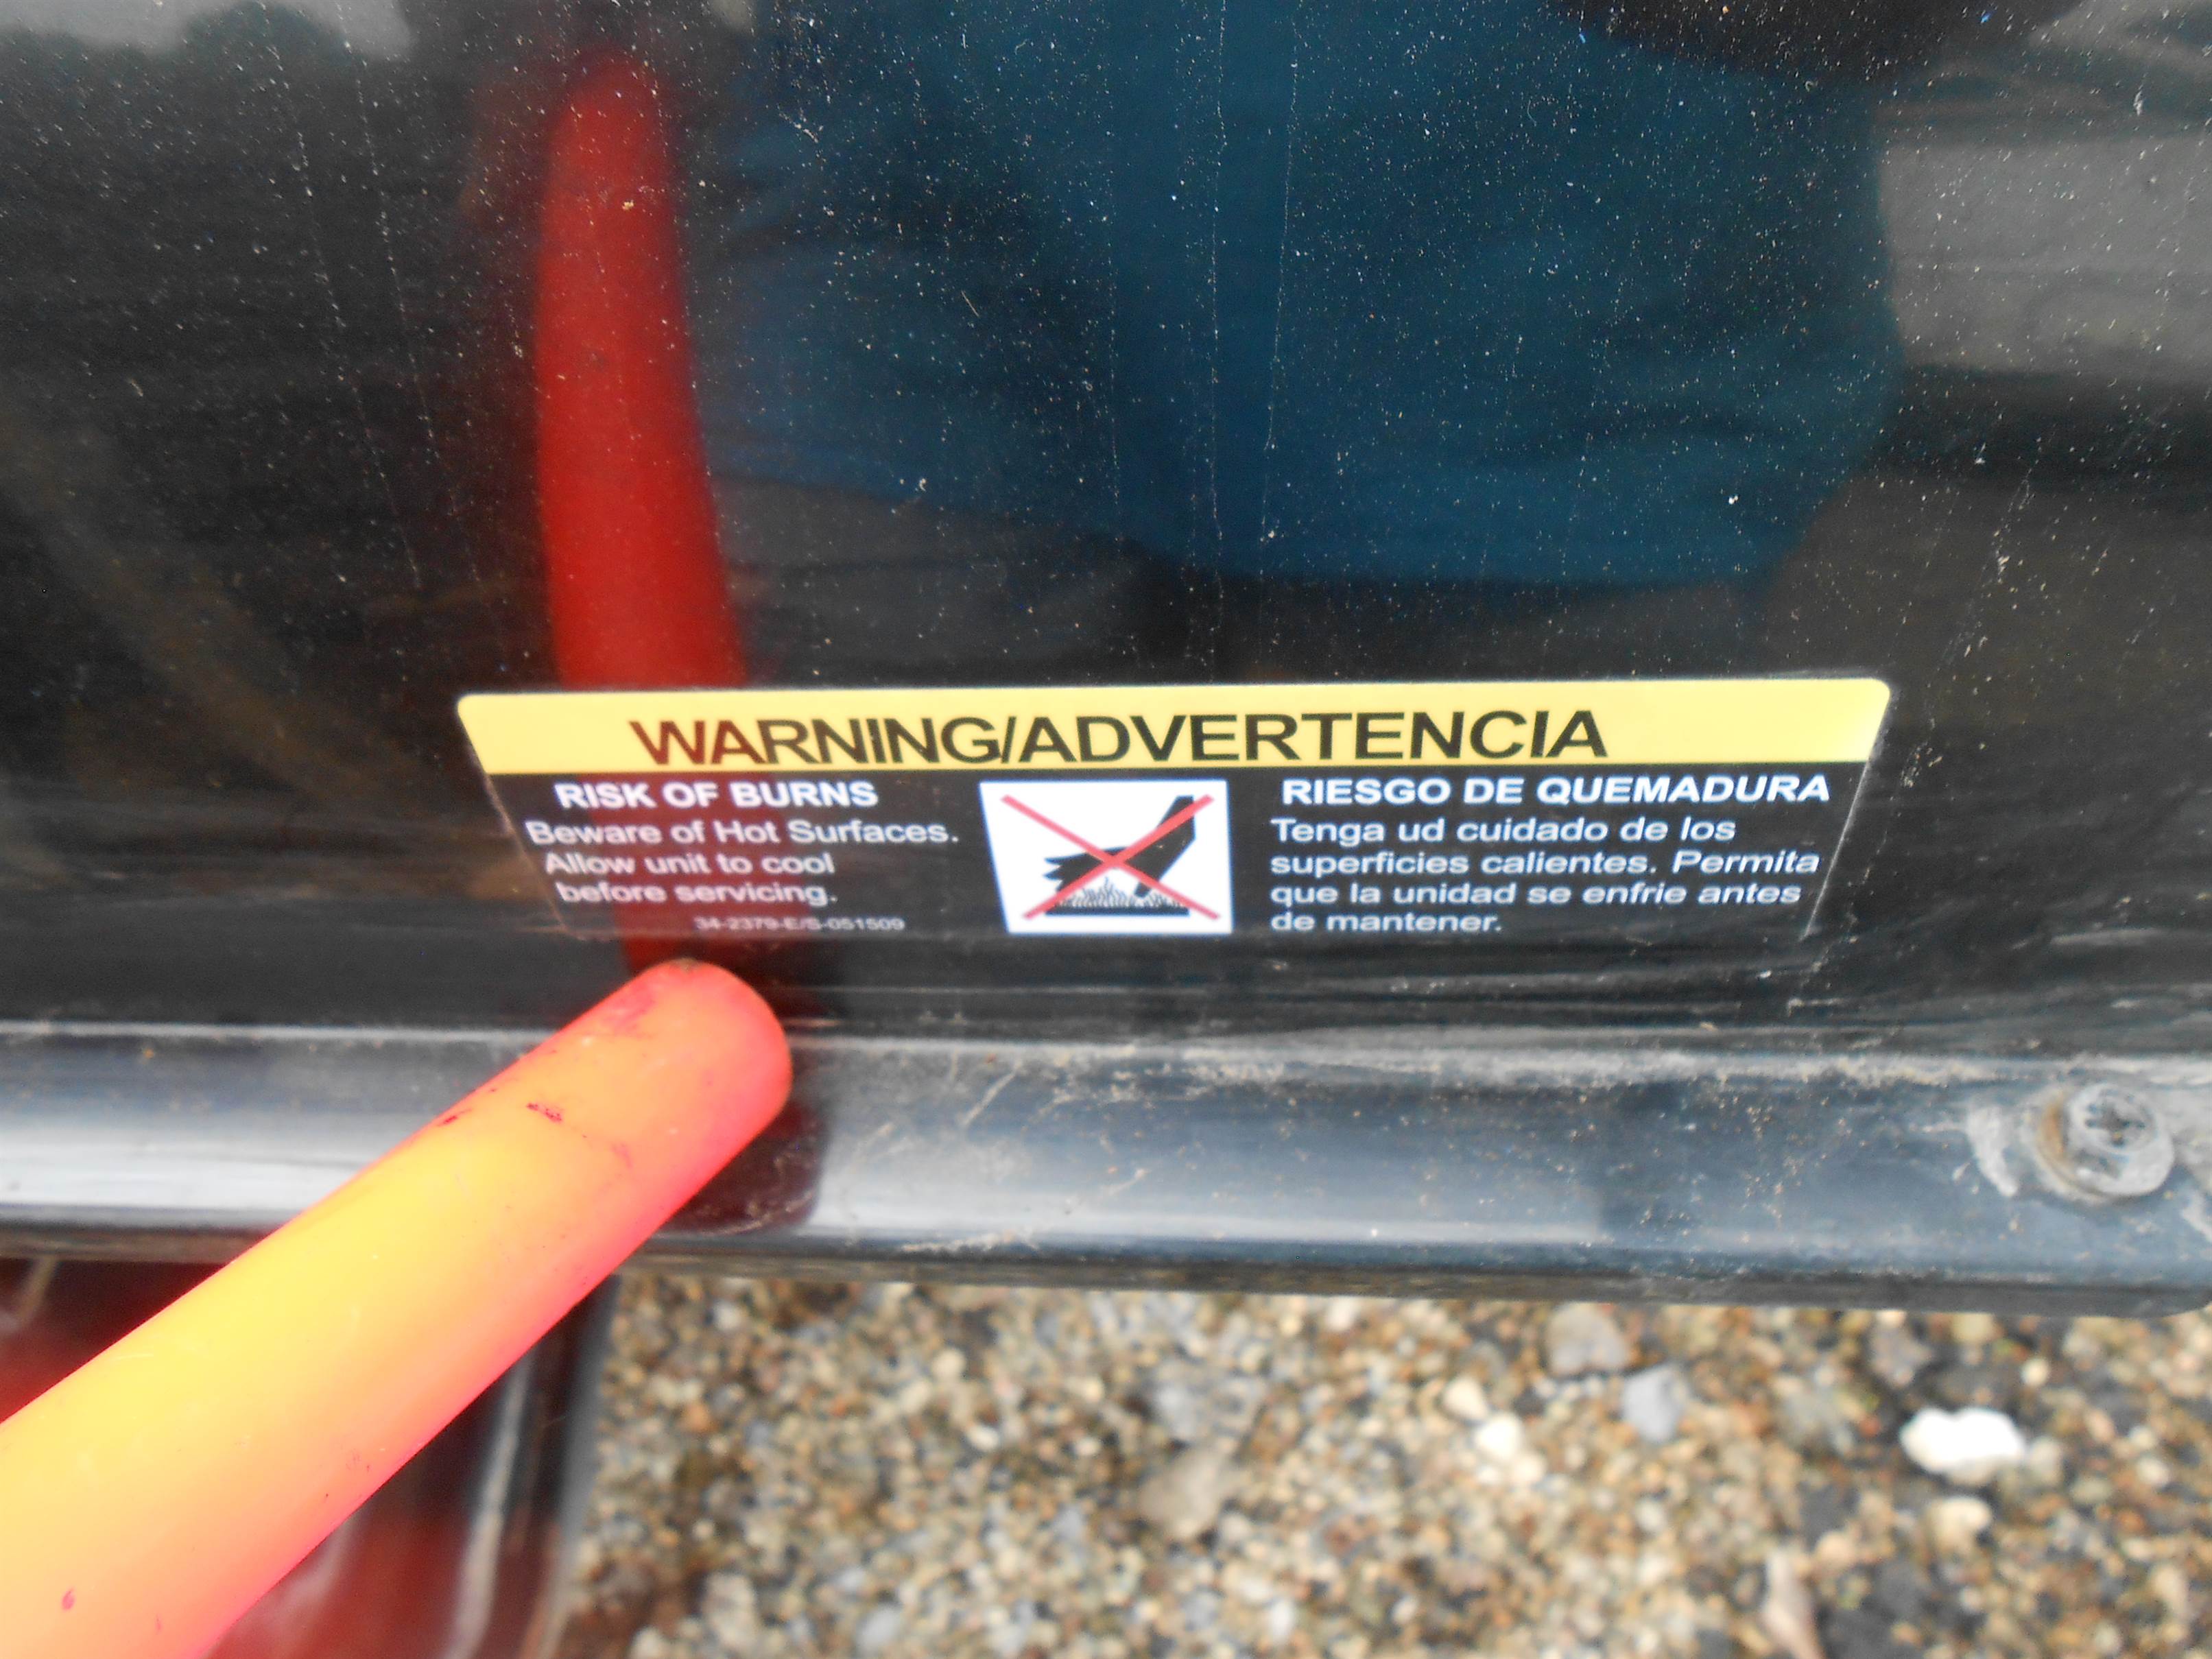 WARNING/ADVERTENCIA
RISK OF BURNS
Beware of Hot Surfaces.
Allow unit to cool
before servicing.
34-2379-E/S-051509
RIESGO DE QUEMADURA
Tenga ud cuidado de los
superficies calientes. Permita
que la unidad se enfrie antes
de mantener.